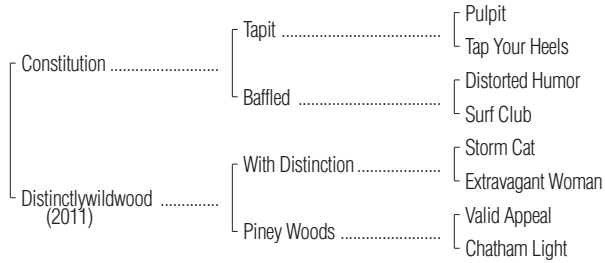 Pulpit
Tapit
Tap Your Heels
Constitution
Distorted Humor
Baffled
Surf Club
Storm Cat
With Distinction
Extravagant Woman
Distinctlywildwood
(2011)
Valid Appeal
Piney Woods
Chatham Light